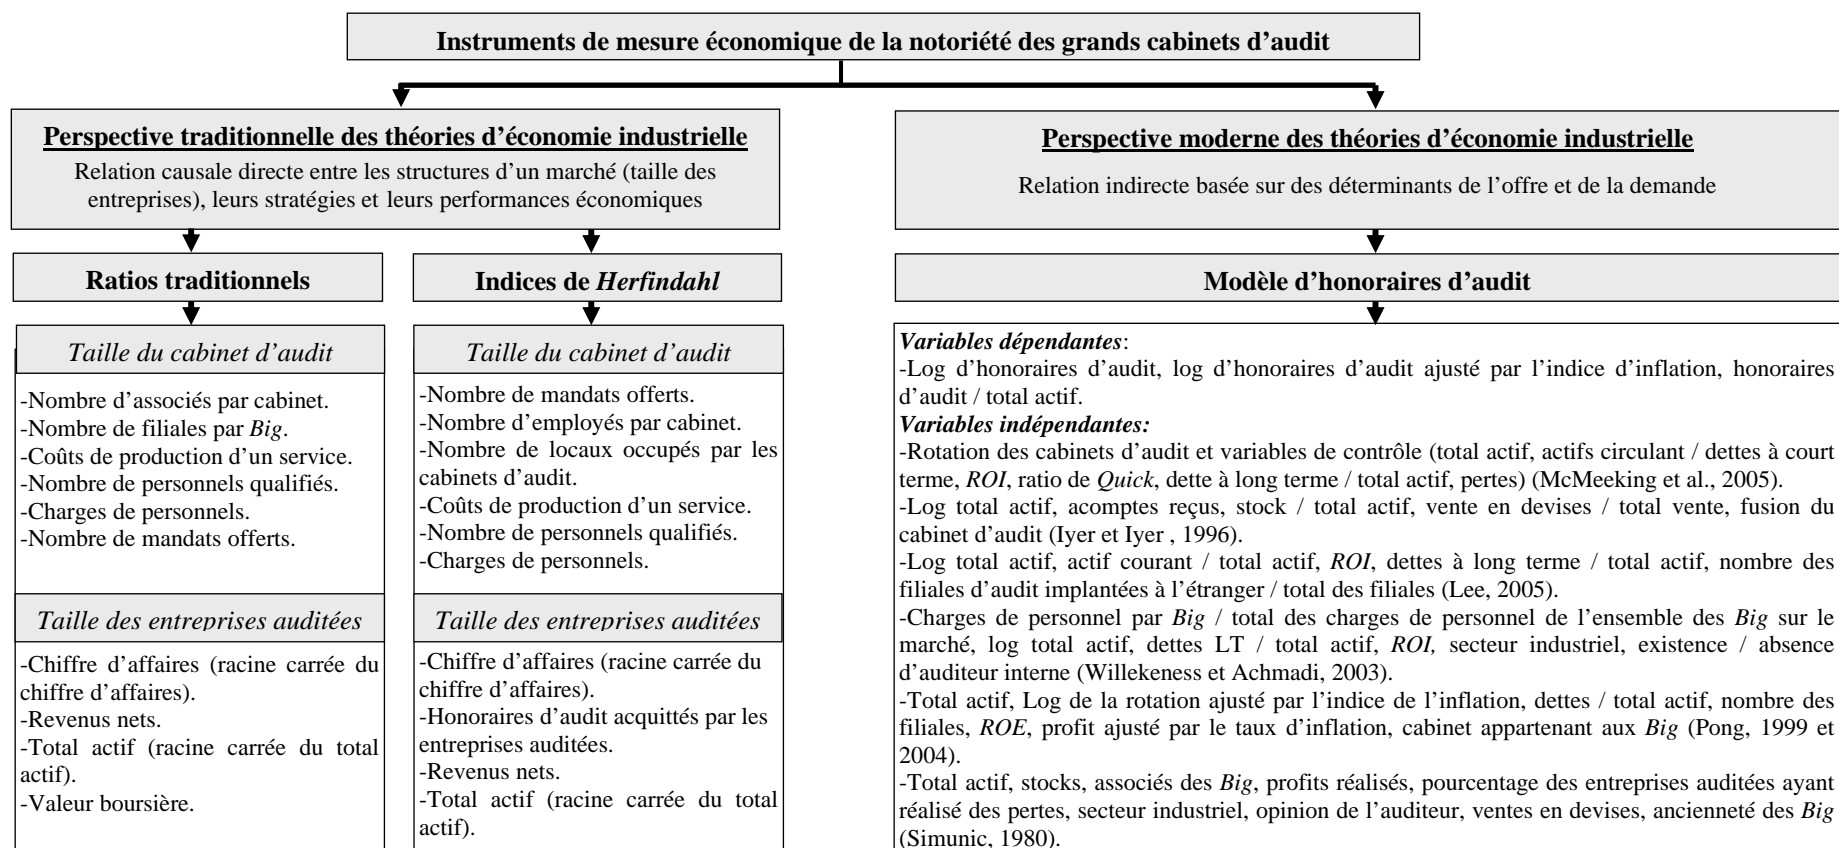 Instruments de mesure économique de la notoriété des grands cabinets d'audit
Perspective traditionnelle des théories d'économie industrielle
Relation causale directe entre les structures d'un marché (taille des
entreprises), leurs stratégies et leurs performances économiques
Perspective moderne des théories d'économie industrielle
Relation indirecte basée sur des déterminants de l'offre et de la demande
Ratios traditionnels
Indices de Herfindahl
Modèle d'honoraires d'audit
Taille du cabinet d'audit
-Nombre d'associés par cabinet.
-Nombre de filiales par Big.
-Coûts de production d'un service.
-Nombre de personnels qualifiés.
-Charges de personnels.
-Nombre de mandats offerts.
Taille des entreprises auditées
-Chiffre d'affaires (racine carrée du
chiffre d'affaires).
-Revenus nets.
-Total actif (racine carrée du total
actif).
-Valeur boursière.
Taille du cabinet d'audit
-Nombre de mandats offerts.
-Nombre d'employés par cabinet.
-Nombre de locaux occupés par les
cabinets d'audit.
-Coûts de production d'un service.
-Nombre de personnels qualifiés.
-Charges de personnels.
Taille des entreprises auditées
-Chiffre d'affaires (racine carrée du
chiffre d'affaires).
-Honoraires d'audit acquittés par les
entreprises auditées.
-Revenus nets.
-Total actif (racine carrée du total
actif).
Variables dépendantes:
-Log d'honoraires d'audit, log d'honoraires d'audit ajusté par l'indice d'inflation, honoraires
d'audit / total actif.
Variables indépendantes:
-Rotation des cabinets d'audit et variables de contrôle (total actif, actifs circulant / dettes à court
terme, ROI, ratio de Quick, dette à long terme / total actif, pertes) (McMeeking et al., 2005).
-Log total actif, acomptes reçus, stock / total actif, vente en devises / total vente, fusion du
cabinet d'audit (Iyer et Iyer , 1996).
-Log total actif, actif courant / total actif, ROI, dettes à long terme / total actif, nombre des
filiales d'audit implantées à l'étranger / total des filiales (Lee, 2005).
-Charges de personnel par Big / total des charges de personnel de l'ensemble des Big sur le
marché, log total actif, dettes LT / total actif, ROI, secteur industriel, existence / absence
d'auditeur interne (Willekeness et Achmadi, 2003).
-Total actif, Log de la rotation ajusté par l'indice de l'inflation, dettes / total actif, nombre des
filiales, ROE, profit ajusté par le taux d'inflation, cabinet appartenant aux Big (Pong, 1999 et
2004).
-Total actif, stocks, associés des Big, profits réalisés, pourcentage des entreprises auditées ayant
réalisé des pertes, secteur industriel, opinion de l'auditeur, ventes en devises, ancienneté des Big
(Simunic, 1980).